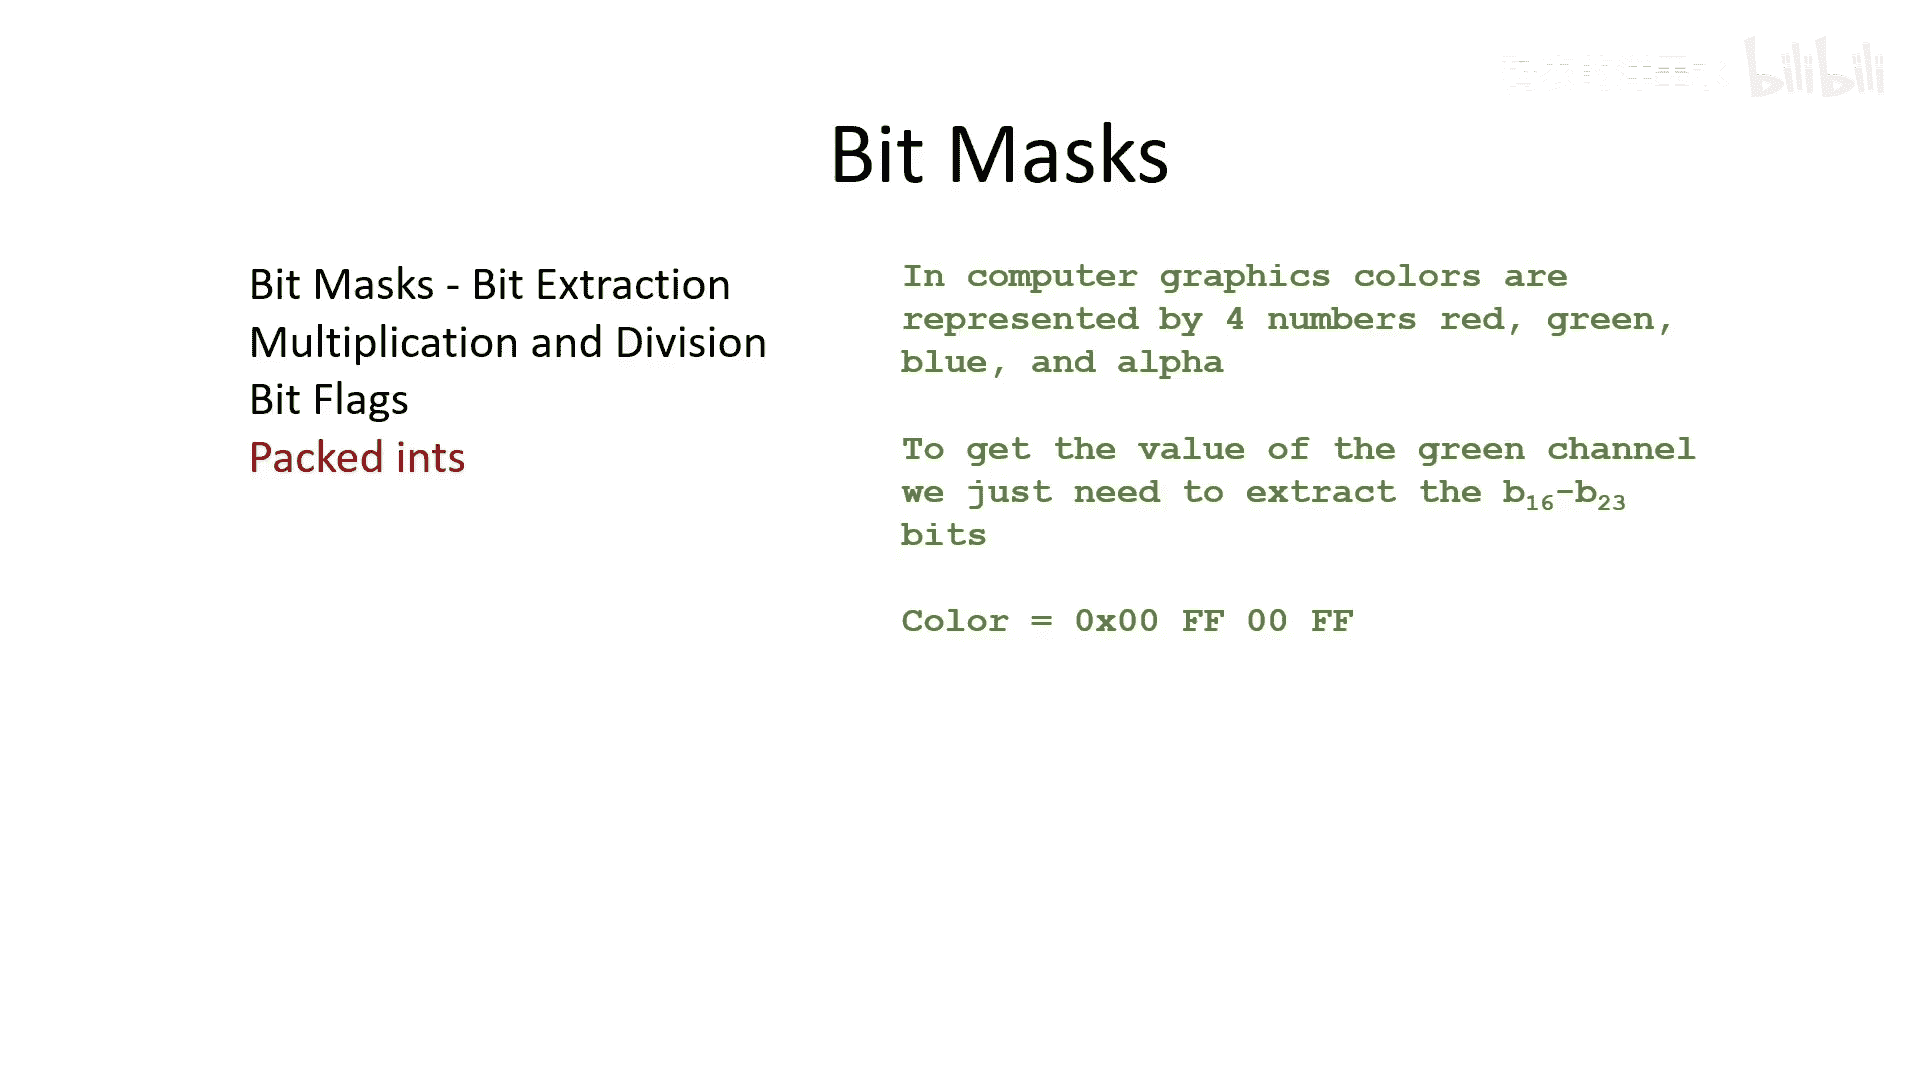 bilibili
Bit Masks
Bit Masks - Bit Extraction
Multiplication and Division
Bit Flags
Packed ints
In computer graphics colors are
represented by 4 numbers red, green,
blue, and alpha
To get the value of the green channel
we just need to extract the b₁₆-b₂₃
bits
Color = 0x00 FF 00 FF